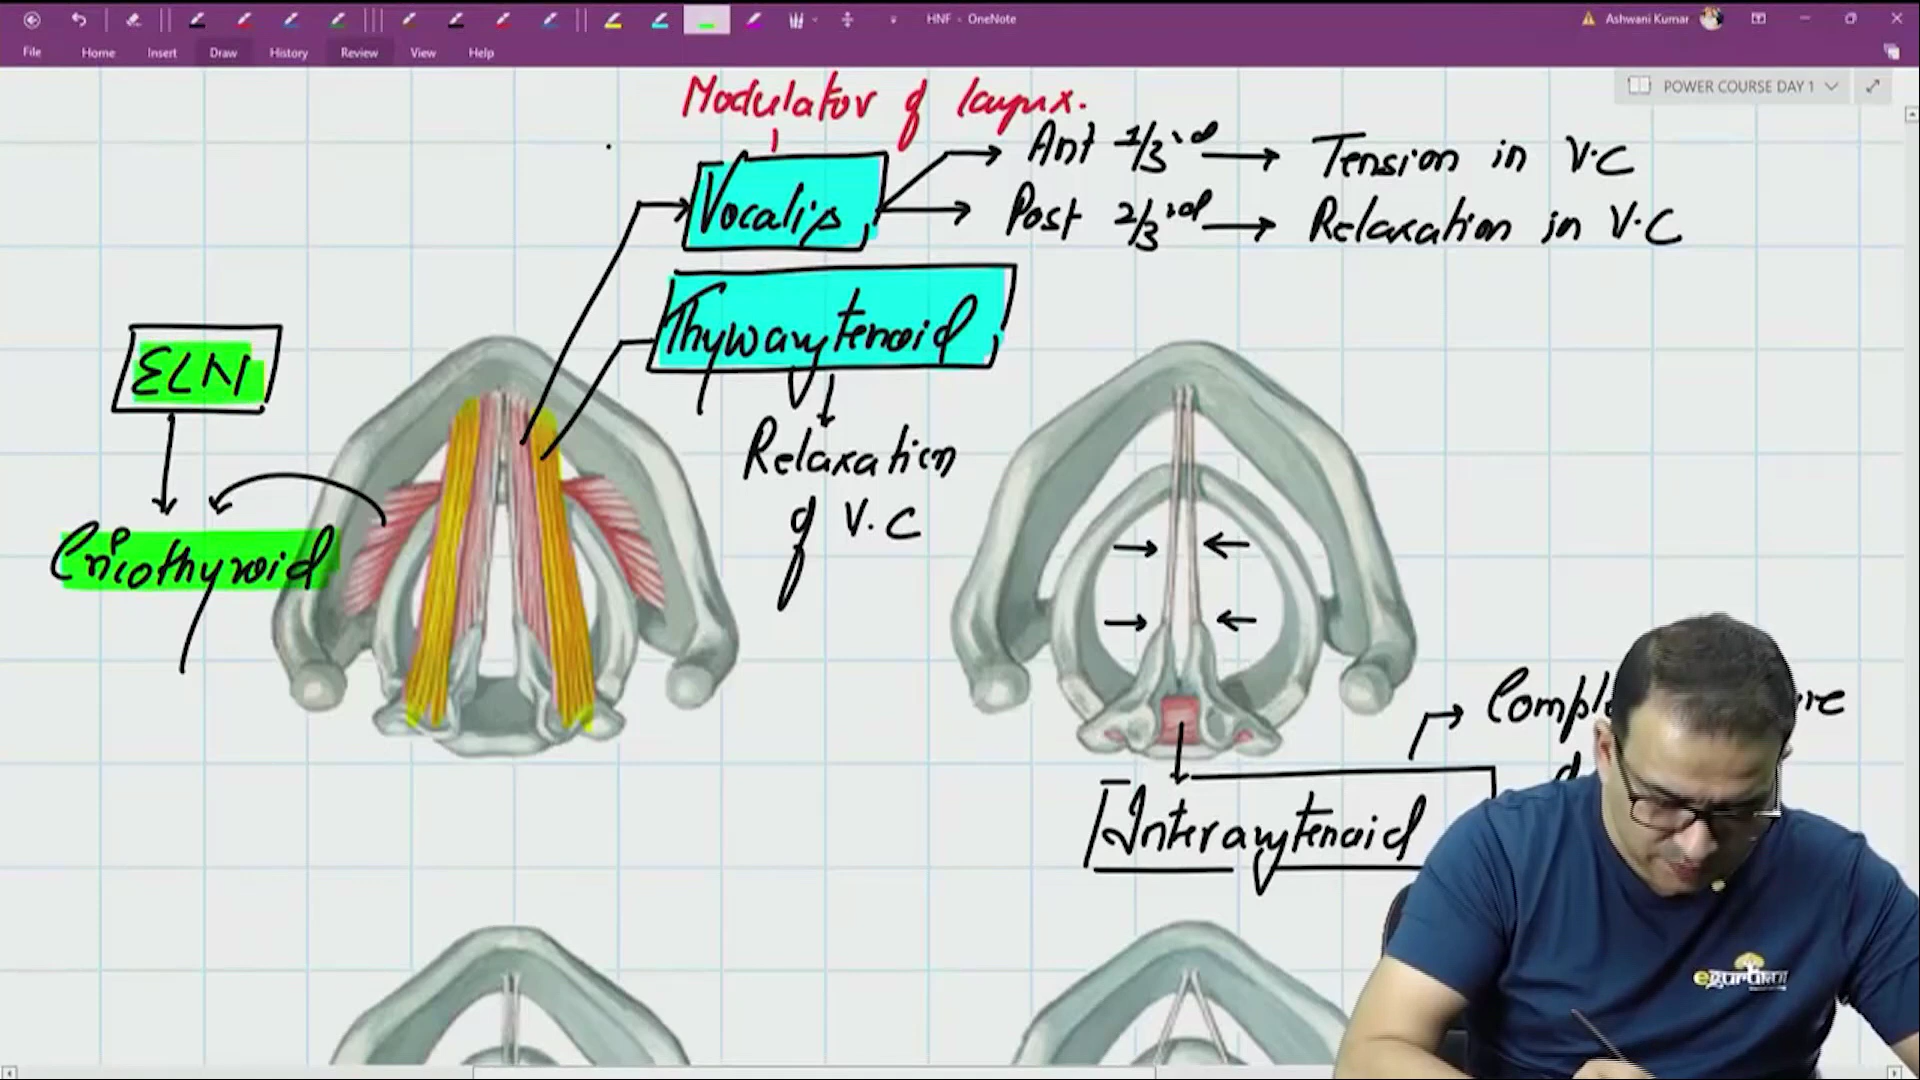 HNF - OneNote
Ashwani Kumar
File Home Insert Draw History Review View Help
POWER COURSE DAY 1
Modulator of larynx.
Vocalis
Ant 1/3rd → Tension in V.C
Post 2/3rd → Relaxation in V.C
Thyroarytenoid
Relaxation
of V.C
ELN
Cricothyroid
Interarytenoid
egurukul